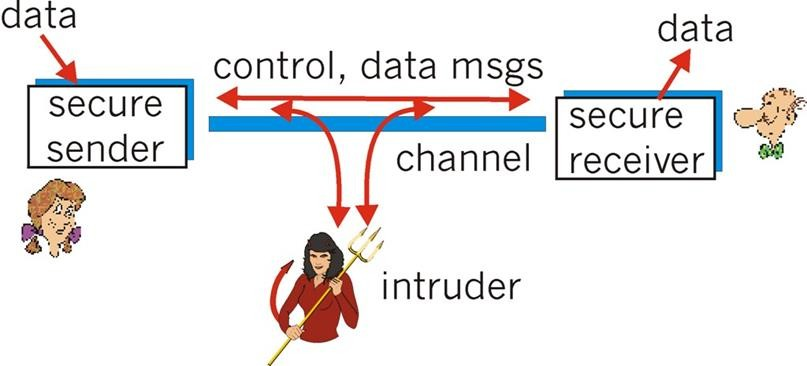 data
data
control, data msgs
secure
sender
secure
receiver
channel
intruder